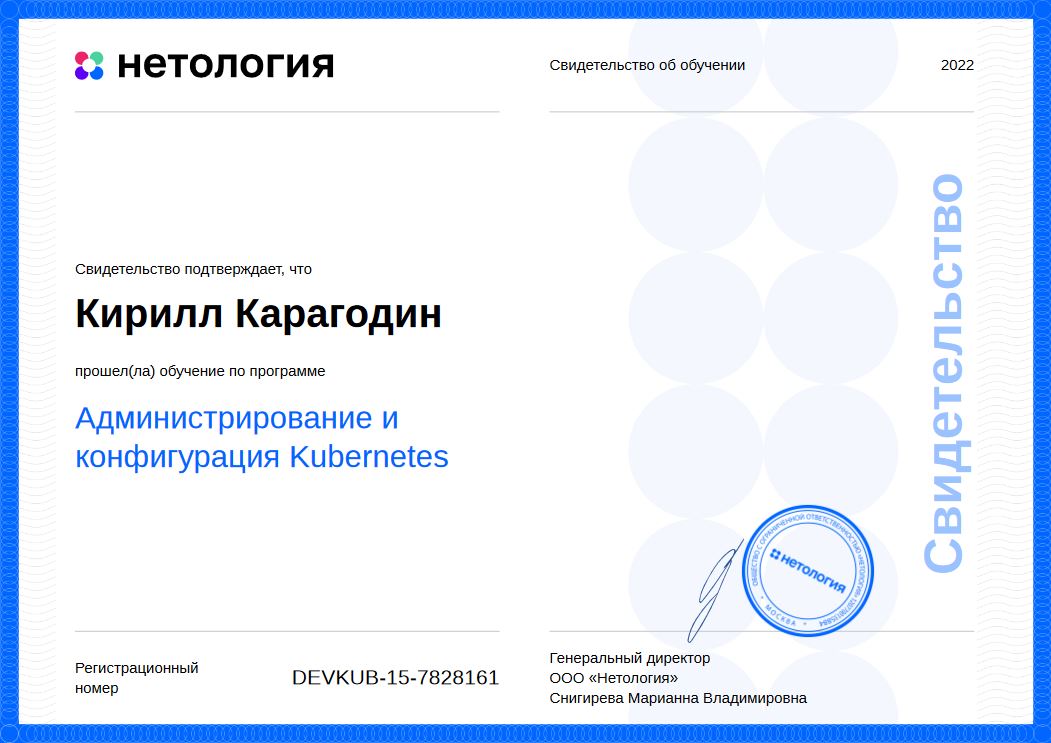 нетология
Свидетельство об обучении
2022
Свидетельство подтверждает, что
Кирилл Карагодин
прошел(ла) обучение по программе
Администрирование и
конфигурация Kubernetes
Свидетельство
ОБЩЕСТВО С ОГРАНИЧЕННОЙ ОТВЕТСТВЕННОСТЬЮ «НЕТОЛОГИЯ»
нетология
МОСКВА
Регистрационный
номер
DEVKUB-15-7828161
Генеральный директор
ООО «Нетология»
Снигирева Марианна Владимировна